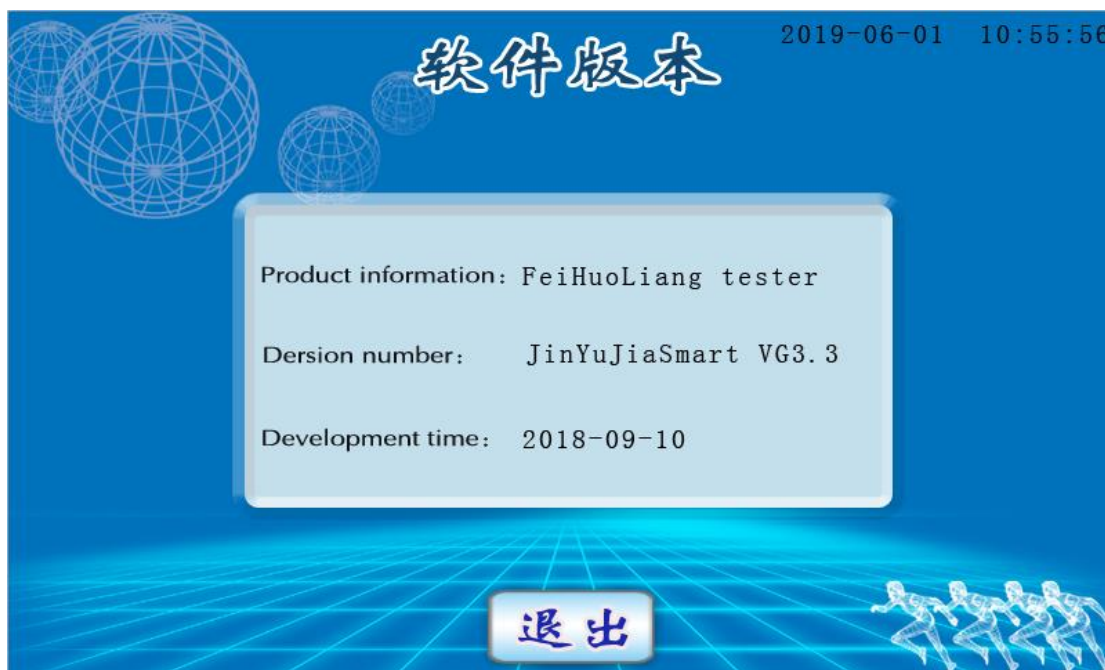 软件版本
2019-06-01 10:55:56
Product information: FeiHuoLiang tester
Dersion number: JinYuJiaSmart VG3.3
Development time: 2018-09-10
退出